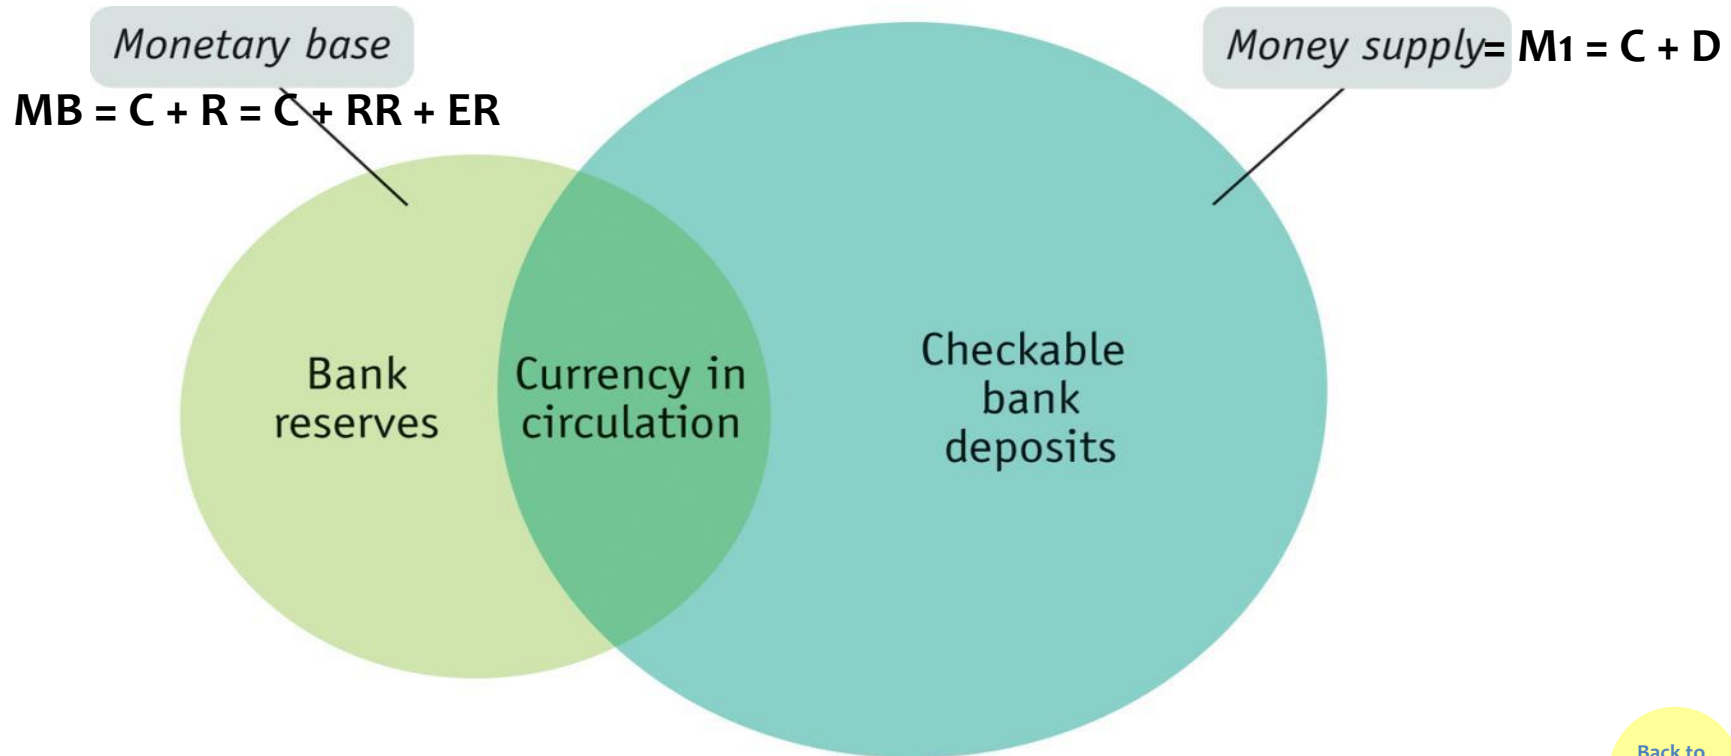 Monetary base
MB = C + R = C + RR + ER
Money supply= M1 = C + D
Bank
reserves
Currency in
circulation
Checkable
bank
deposits
Back to